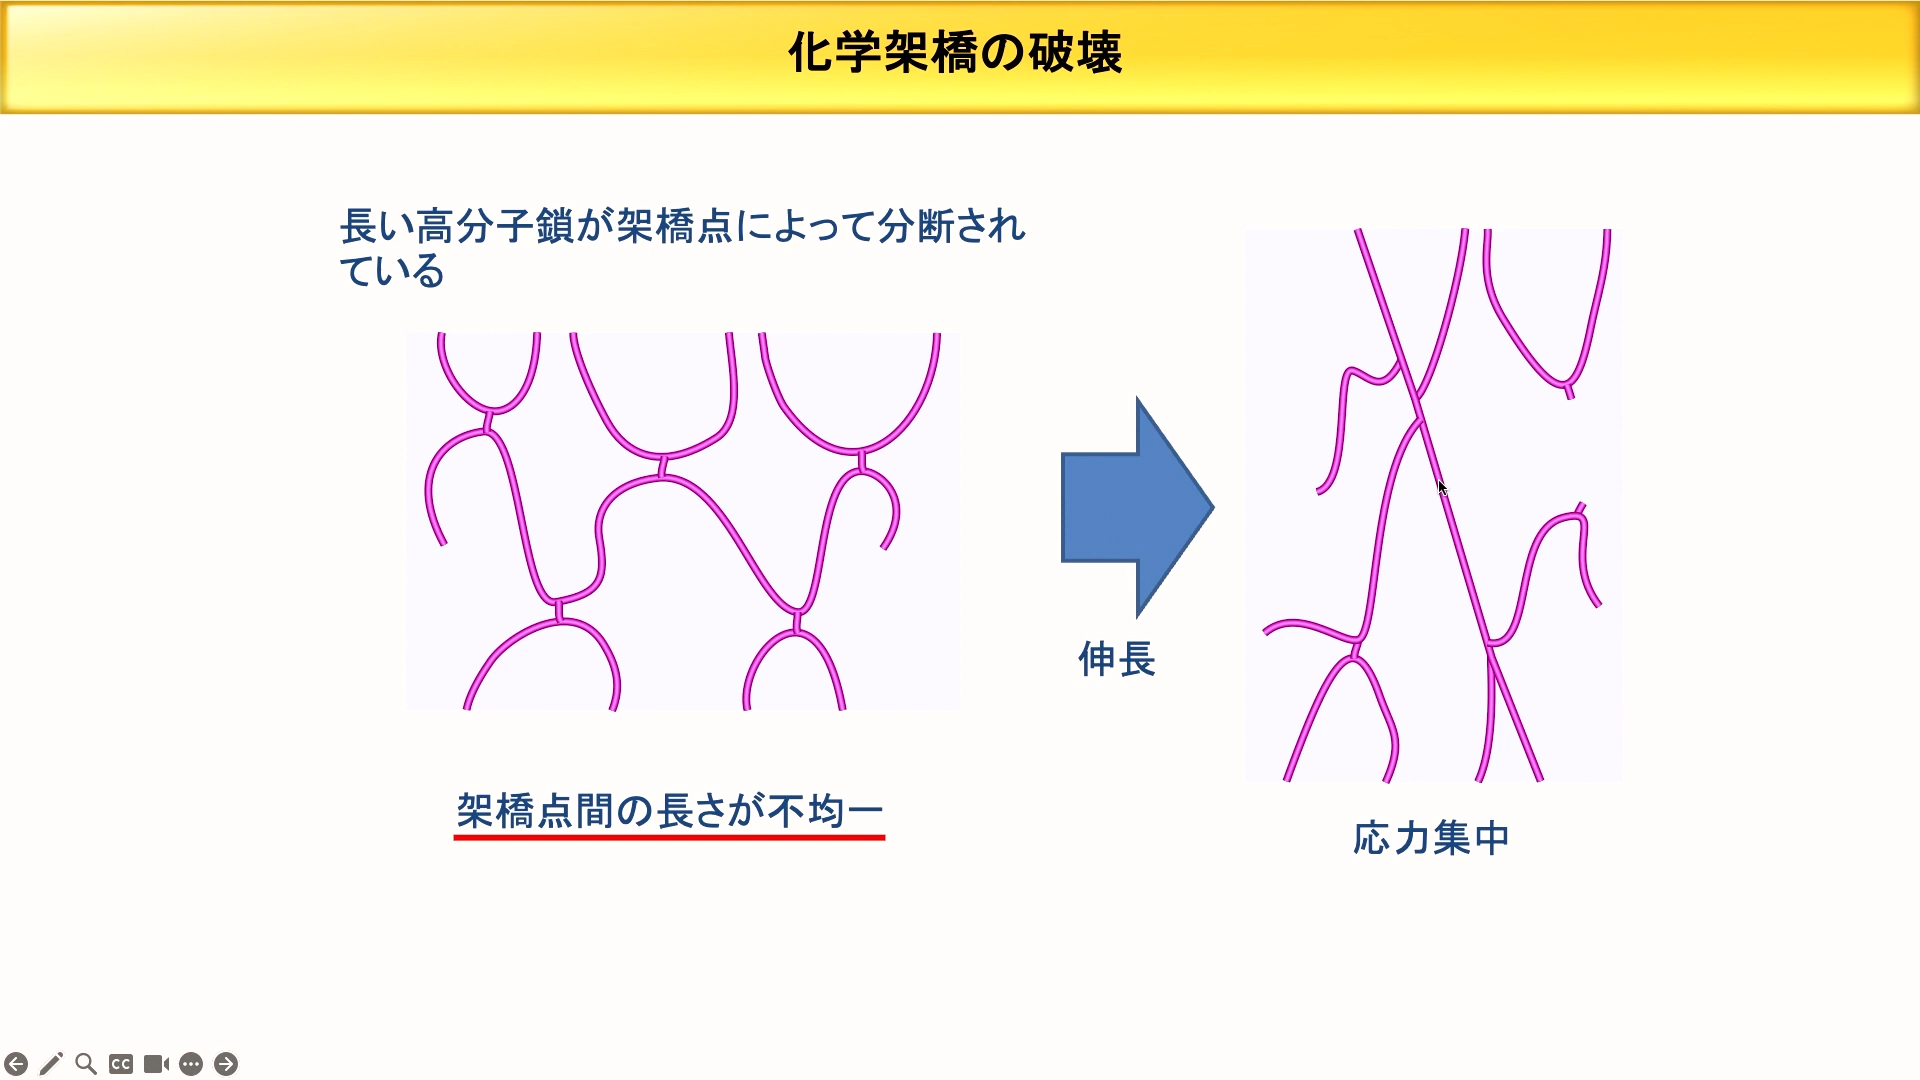 化学架橋の破壊
長い高分子鎖が架橋点によって分断され
ている
伸長
架橋点間の長さが不均一
応力集中
CC